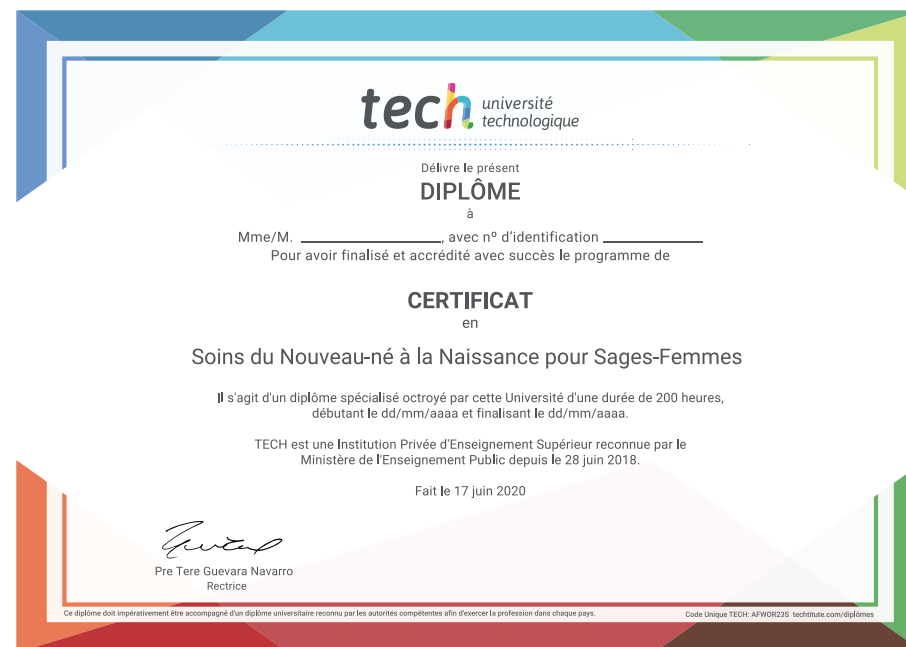 tech université
technologique
Délivre le présent
DIPLÔME
à
Mme/M. ____________________, avec nº d'identification ______________
Pour avoir finalisé et accrédité avec succès le programme de
CERTIFICAT
en
Soins du Nouveau-né à la Naissance pour Sages-Femmes
Il s'agit d'un diplôme spécialisé octroyé par cette Université d'une durée de 200 heures,
débutant le dd/mm/aaaa et finalisant le dd/mm/aaaa.
TECH est une Institution Privée d'Enseignement Supérieur reconnue par le
Ministère de l'Enseignement Public depuis le 28 juin 2018.
Fait le 17 juin 2020
Pre Tere Guevara Navarro
Rectrice
Ce diplôme doit impérativement être accompagné d'un diplôme universitaire reconnu par les autorités compétentes afin d'exercer la profession dans chaque pays.
Code Unique TECH: AFWOR23S techtitute.com/diplômes